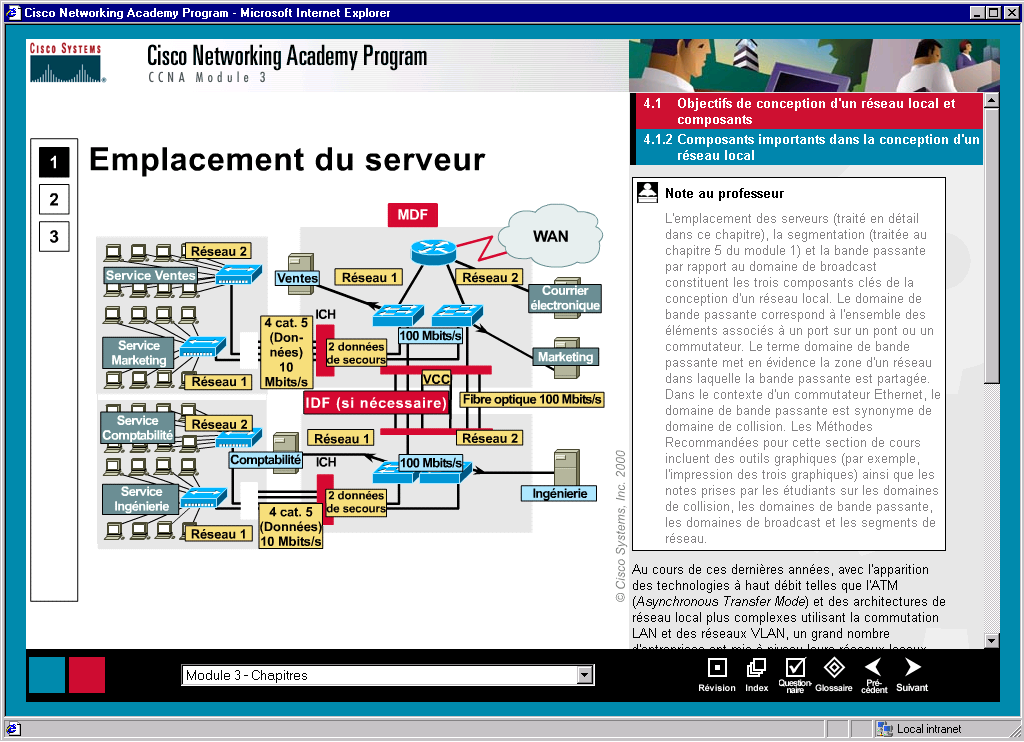 Cisco Networking Academy Program - Microsoft Internet Explorer
CISCO SYSTEMS
Cisco Networking Academy Program
CCNA Module 3
4.1 Objectifs de conception d'un réseau local et
composants
4.1.2 Composants importants dans la conception d'un
réseau local
1
2
3
Emplacement du serveur
MDF
WAN
Réseau 2
Service Ventes
Ventes
Réseau 1
Réseau 2
Courrier
électronique
ICH
4 cat. 5
(Don-
nées)
10
Mbits/s
100 Mbits/s
2 données
de secours
Service
Marketing
Marketing
Réseau 1
VCC
IDF (si nécessaire)
Fibre optique 100 Mbits/s
Service
Comptabilité
Réseau 2
Réseau 1
Réseau 2
Comptabilité
ICH
100 Mbits/s
Service
Ingénierie
2 données
de secours
Ingénierie
4 cat. 5
(Données)
10 Mbits/s
Réseau 1
© Cisco Systems, Inc. 2000
Note au professeur
L'emplacement des serveurs (traité en détail
dans ce chapitre), la segmentation (traitée au
chapitre 5 du module 1) et la bande passante
par rapport au domaine de broadcast
constituent les trois composants clés de la
conception d'un réseau local. Le domaine de
bande passante correspond à l'ensemble des
éléments associés à un port sur un pont ou un
commutateur. Le terme domaine de bande
passante met en évidence la zone d'un réseau
dans laquelle la bande passante est partagée.
Dans le contexte d'un commutateur Ethernet, le
domaine de bande passante est synonyme de
domaine de collision. Les Méthodes
Recommandées pour cette section de cours
incluent des outils graphiques (par exemple,
l'impression des trois graphiques) ainsi que les
notes prises par les étudiants sur les domaines
de collision, les domaines de bande passante,
les domaines de broadcast et les segments de
réseau.
Au cours de ces dernières années, avec l'apparition
des technologies à haut débit telles que l'ATM
(Asynchronous Transfer Mode) et des architectures de
réseau local plus complexes utilisant la commutation
LAN et des réseaux VLAN, un grand nombre
d'entreprises ont mis à niveau leurs réseaux locaux
Module 3 - Chapitres
Révision
Index
Question-
naire
Glossaire
Pré-
cédent
Suivant
Local intranet